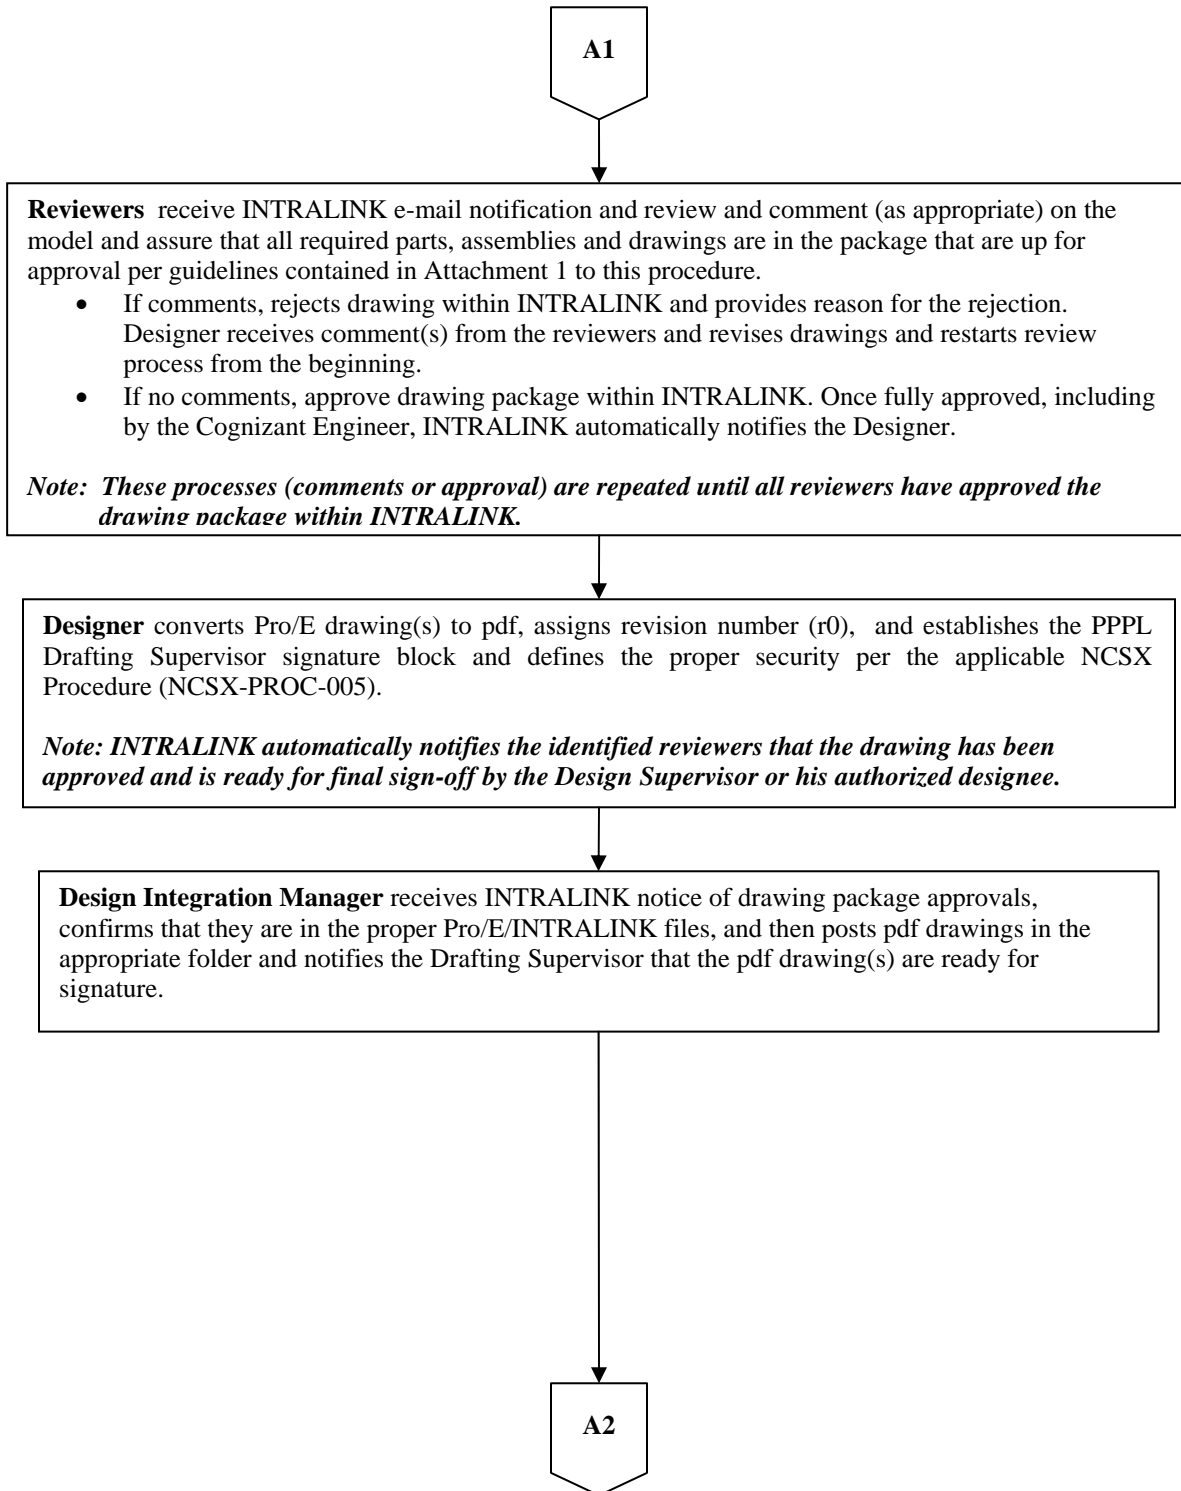 A1
Reviewers receive INTRALINK e-mail notification and review and comment (as appropriate) on the
model and assure that all required parts, assemblies and drawings are in the package that are up for
approval per guidelines contained in Attachment 1 to this procedure.
• If comments, rejects drawing within INTRALINK and provides reason for the rejection.
Designer receives comment(s) from the reviewers and revises drawings and restarts review
process from the beginning.
• If no comments, approve drawing package within INTRALINK. Once fully approved, including
by the Cognizant Engineer, INTRALINK automatically notifies the Designer.
Note: These processes (comments or approval) are repeated until all reviewers have approved the
drawing package within INTRALINK.
Designer converts Pro/E drawing(s) to pdf, assigns revision number (r0), and establishes the PPPL
Drafting Supervisor signature block and defines the proper security per the applicable NCSX
Procedure (NCSX-PROC-005).
Note: INTRALINK automatically notifies the identified reviewers that the drawing has been
approved and is ready for final sign-off by the Design Supervisor or his authorized designee.
Design Integration Manager receives INTRALINK notice of drawing package approvals,
confirms that they are in the proper Pro/E/INTRALINK files, and then posts pdf drawings in the
appropriate folder and notifies the Drafting Supervisor that the pdf drawing(s) are ready for
signature.
A2